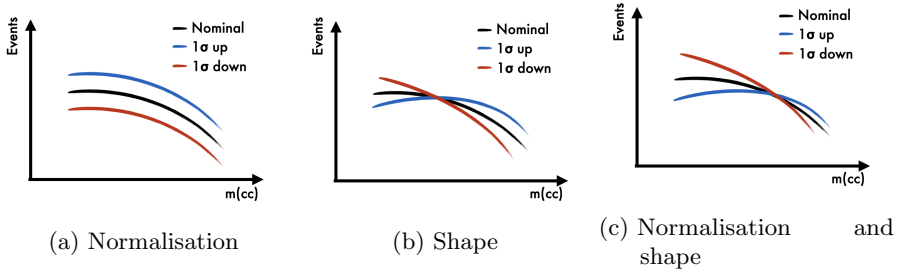 Events
Nominal
1σ up
1σ down
m(cc)
(a) Normalisation
Events
Nominal
1σ up
1σ down
m(cc)
(b) Shape
Events
Nominal
1σ up
1σ down
m(cc)
(c) Normalisation and
shape